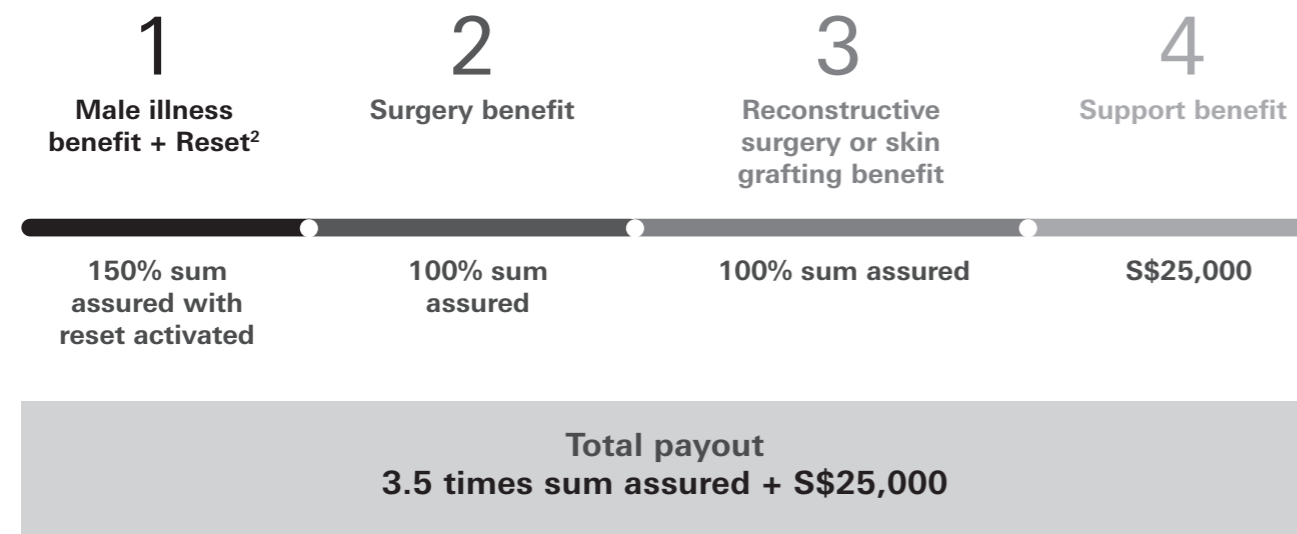 1
Male illness
benefit + Reset²
150% sum
assured with
reset activated
2
Surgery benefit
100% sum
assured
3
Reconstructive
surgery or skin
grafting benefit
100% sum assured
4
Support benefit
S$25,000
Total payout
3.5 times sum assured + S$25,000